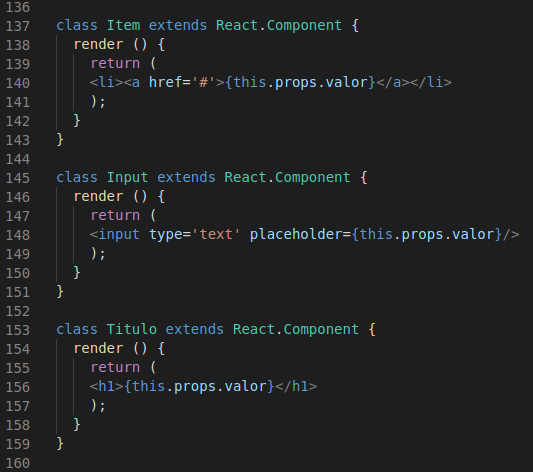 136
137 class Item extends React.Component {
138 render () {
139 return (
140 <li><a href='#'>{this.props.valor}</a></li>
141 );
142 }
143 }
144
145 class Input extends React.Component {
146 render () {
147 return (
148 <input type='text' placeholder={this.props.valor}/>
149 );
150 }
151 }
152
153 class Titulo extends React.Component {
154 render () {
155 return (
156 <h1>{this.props.valor}</h1>
157 );
158 }
159 }
160